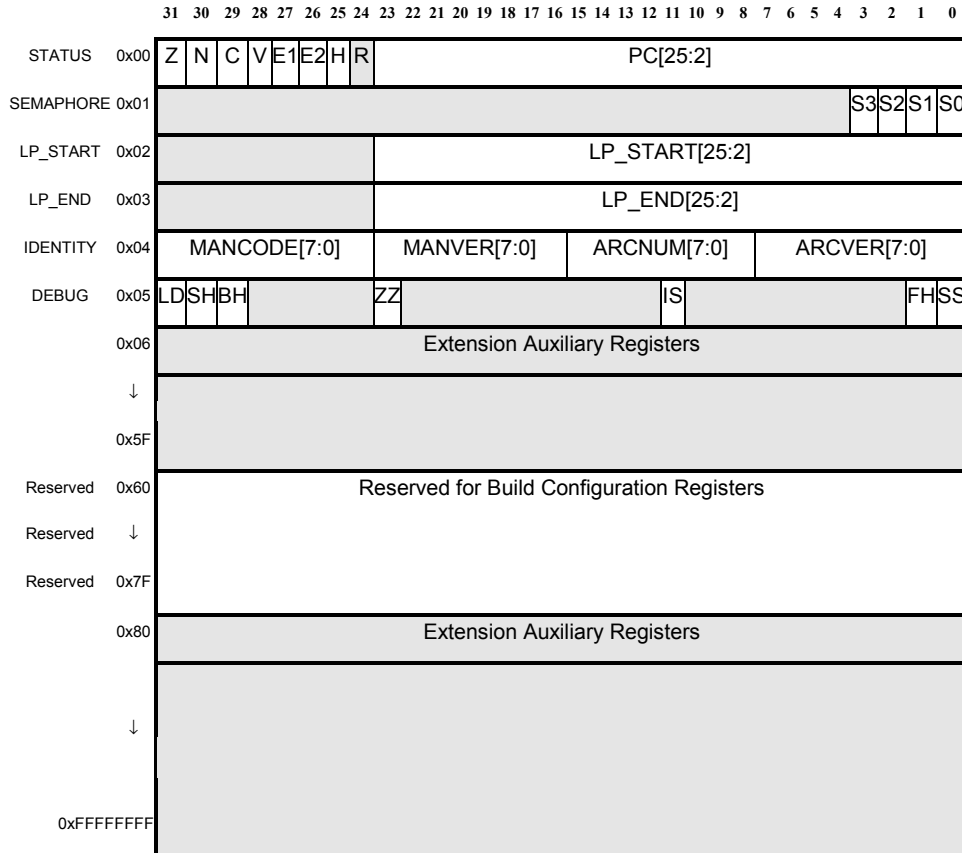 31 30 29 28 27 26 25 24 23 22 21 20 19 18 17 16 15 14 13 12 11 10 9 8 7 6 5 4 3 2 1 0
STATUS 0x00 Z N C V E1 E2 H R PC[25:2]
SEMAPHORE 0x01 S3 S2 S1 S0
LP_START 0x02 LP_START[25:2]
LP_END 0x03 LP_END[25:2]
IDENTITY 0x04 MANCODE[7:0] MANVER[7:0] ARCNUM[7:0] ARCVER[7:0]
DEBUG 0x05 LD SH BH ZZ IS FH SS
0x06 Extension Auxiliary Registers
↓
0x5F
Reserved 0x60 Reserved for Build Configuration Registers
Reserved ↓
Reserved 0x7F
0x80 Extension Auxiliary Registers
↓
0xFFFFFFFF